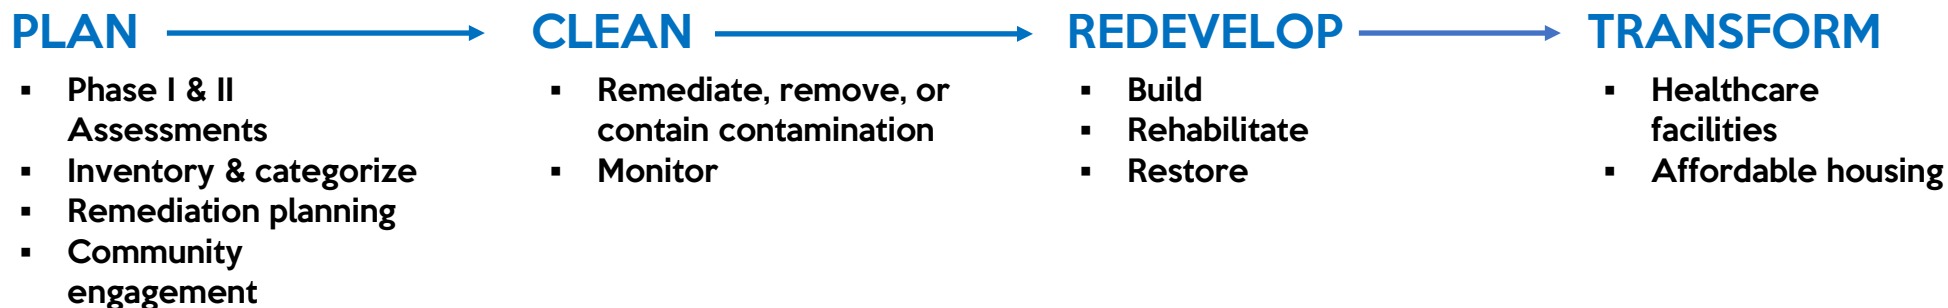 PLAN
▪ Phase I & II
Assessments
▪ Inventory & categorize
▪ Remediation planning
▪ Community
engagement
CLEAN
▪ Remediate, remove, or
contain contamination
▪ Monitor
REDEVELOP
▪ Build
▪ Rehabilitate
▪ Restore
TRANSFORM
▪ Healthcare
facilities
▪ Affordable housing